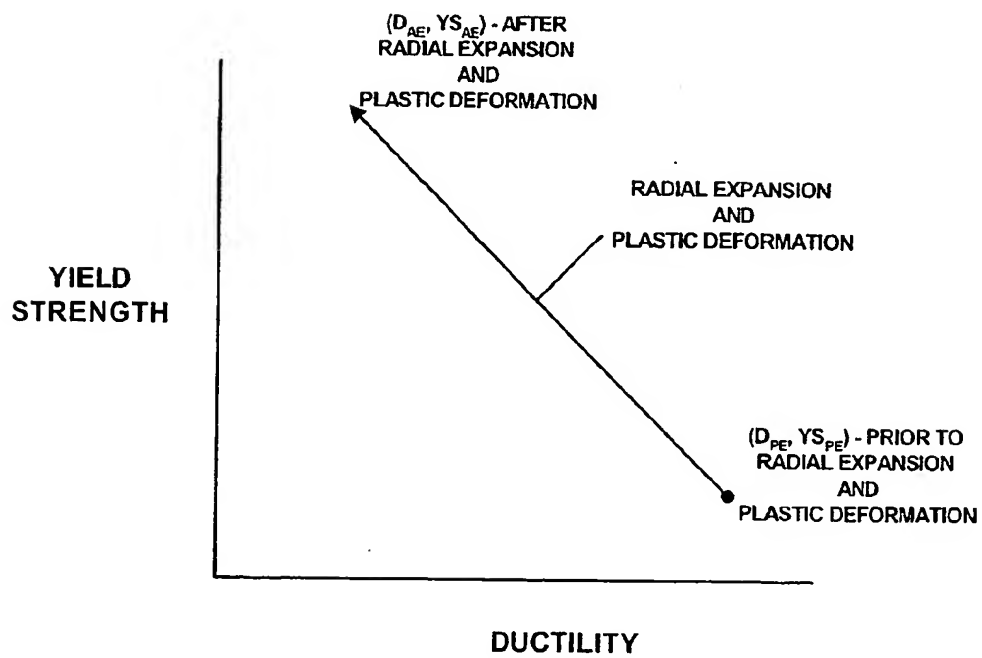 (D_AE, YS_AE) - AFTER
RADIAL EXPANSION
AND
PLASTIC DEFORMATION
RADIAL EXPANSION
AND
PLASTIC DEFORMATION
YIELD
STRENGTH
(D_PE, YS_PE) - PRIOR TO
RADIAL EXPANSION
AND
PLASTIC DEFORMATION
DUCTILITY